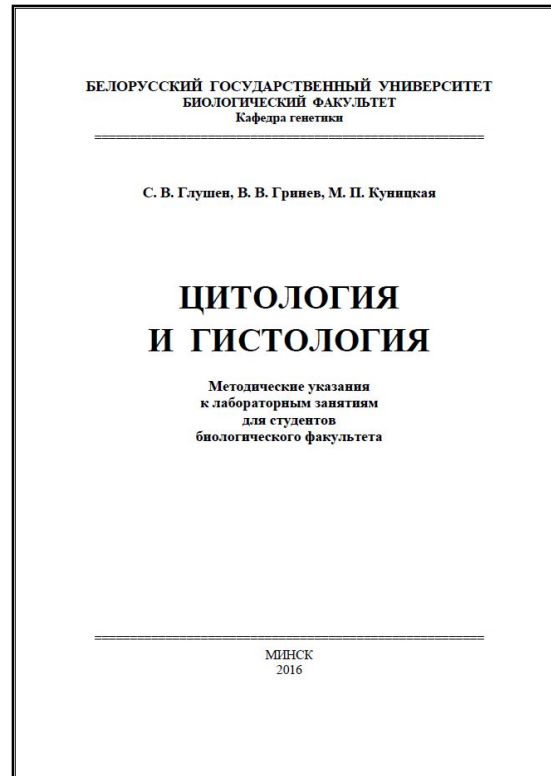 БЕЛОРУССКИЙ ГОСУДАРСТВЕННЫЙ УНИВЕРСИТЕТ
БИОЛОГИЧЕСКИЙ ФАКУЛЬТЕТ
Кафедра генетики
С. В. Глушен, В. В. Гринев, М. П. Куницкая
ЦИТОЛОГИЯ
И ГИСТОЛОГИЯ
Методические указания
к лабораторным занятиям
для студентов
биологического факультета
МИНСК
2016